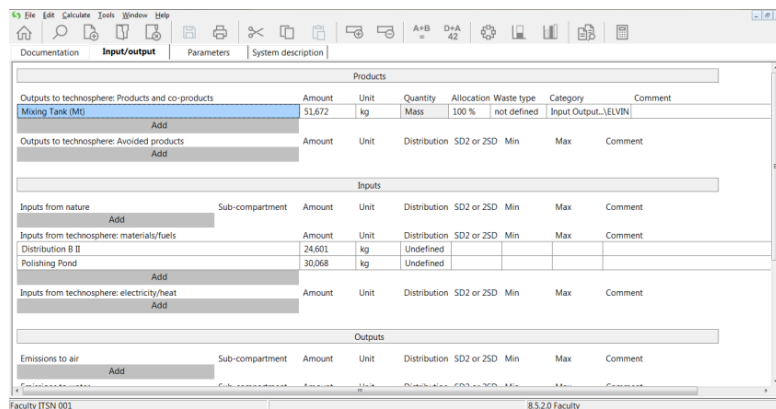 File Edit Calculate Tools Window Help
A+B = D+A 42
Documentation Input/output Parameters System description
Products
Outputs to technosphere: Products and co-products Amount Unit Quantity Allocation Waste type Category Comment
Mixing Tank (Mt) 51,672 kg Mass 100 % not defined Input Output...\ELVIN
Add
Outputs to technosphere: Avoided products Amount Unit Distribution SD2 or 2SD Min Max Comment
Add
Inputs
Inputs from nature Sub-compartment Amount Unit Distribution SD2 or 2SD Min Max Comment
Add
Inputs from technosphere: materials/fuels Amount Unit Distribution SD2 or 2SD Min Max Comment
Distribution B II 24,601 kg Undefined
Polishing Pond 30,068 kg Undefined
Add
Inputs from technosphere: electricity/heat Amount Unit Distribution SD2 or 2SD Min Max Comment
Add
Outputs
Emissions to air Sub-compartment Amount Unit Distribution SD2 or 2SD Min Max Comment
Add
Faculty ITSN 001 8.5.2.0 Faculty